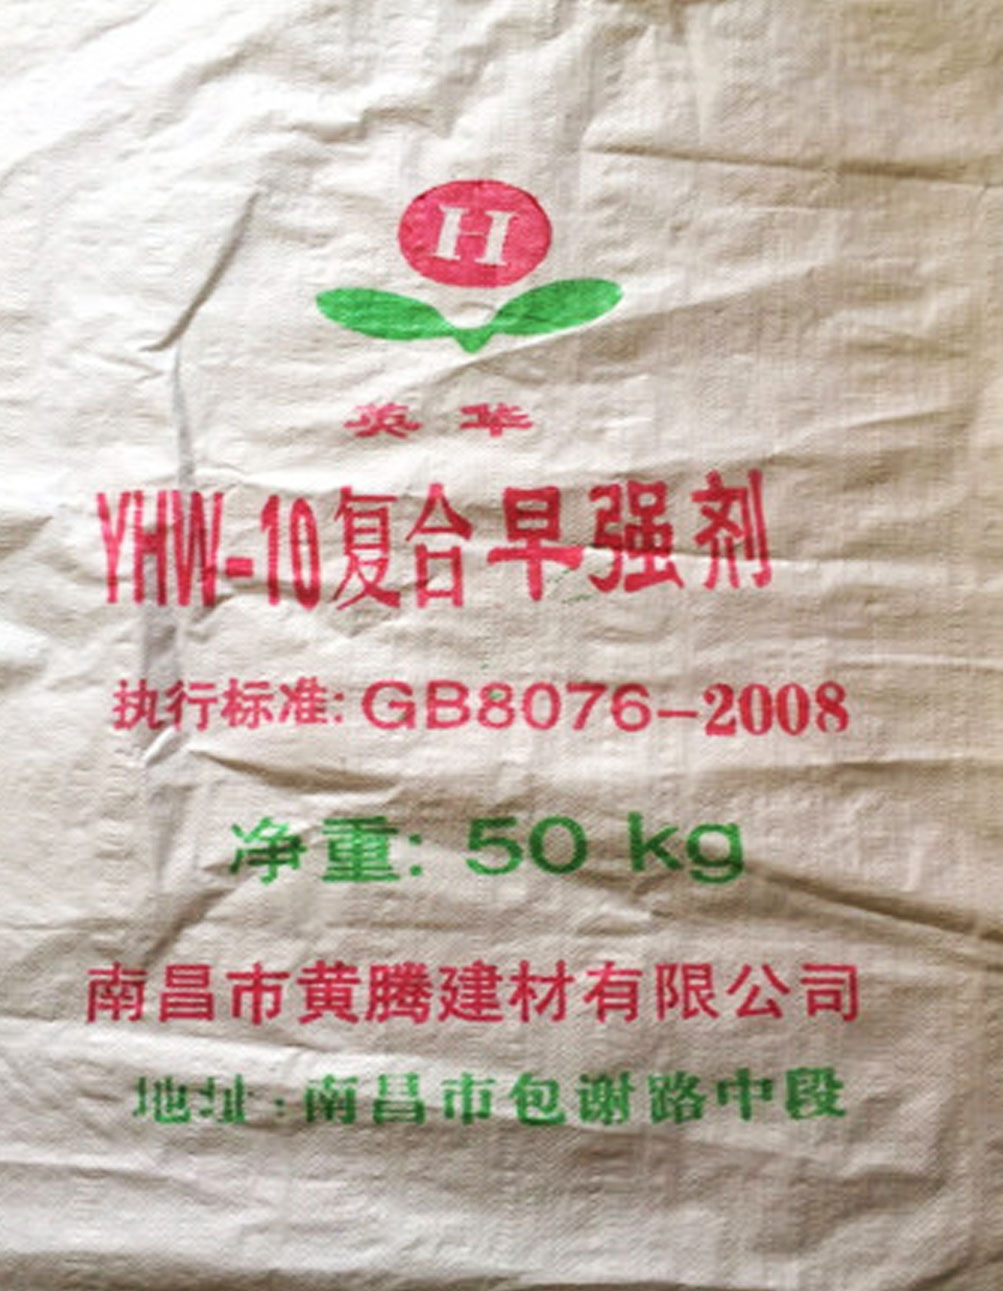 H
英华
YHW-10复合早强剂
执行标准:GB8076-2008
净重: 50 kg
南昌市黄腾建材有限公司
地址:南昌市包谢路中段